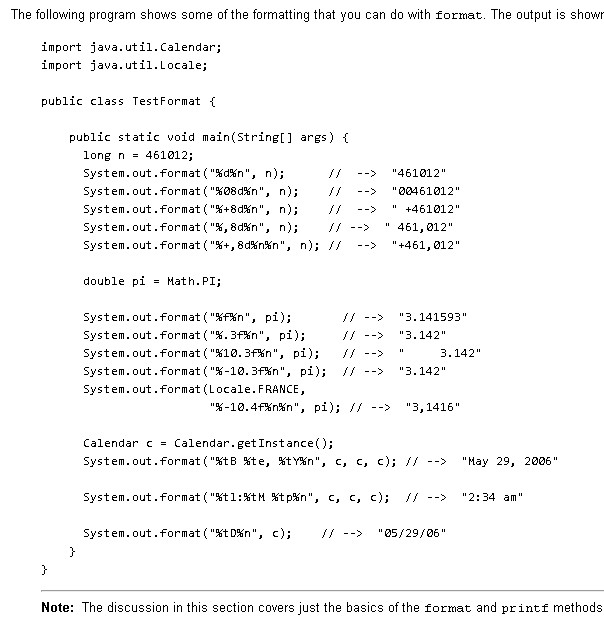 The following program shows some of the formatting that you can do with format. The output is shown
import java.util.Calendar;
import java.util.Locale;
public class TestFormat {
public static void main(String[] args) {
long n = 461012;
System.out.format("%d%n", n);      //  -->  "461012"
System.out.format("%08d%n", n);    //  -->  "00461012"
System.out.format("%+8d%n", n);    //  -->  " +461012"
System.out.format("%,8d%n", n);    // -->  " 461,012"
System.out.format("%+,8d%n%n", n); //  -->  "+461,012"
double pi = Math.PI;
System.out.format("%f%n", pi);       // -->  "3.141593"
System.out.format("%.3f%n", pi);     // -->  "3.142"
System.out.format("%10.3f%n", pi);   // -->  "     3.142"
System.out.format("%-10.3f%n", pi);  // -->  "3.142"
System.out.format(Locale.FRANCE,
"%-10.4f%n%n", pi); // -->  "3,1416"
Calendar c = Calendar.getInstance();
System.out.format("%tB %te, %tY%n", c, c, c); // -->  "May 29, 2006"
System.out.format("%tl:%tM %tp%n", c, c, c);  // -->  "2:34 am"
System.out.format("%tD%n", c);    // -->  "05/29/06"
}
}
Note: The discussion in this section covers just the basics of the format and printf methods